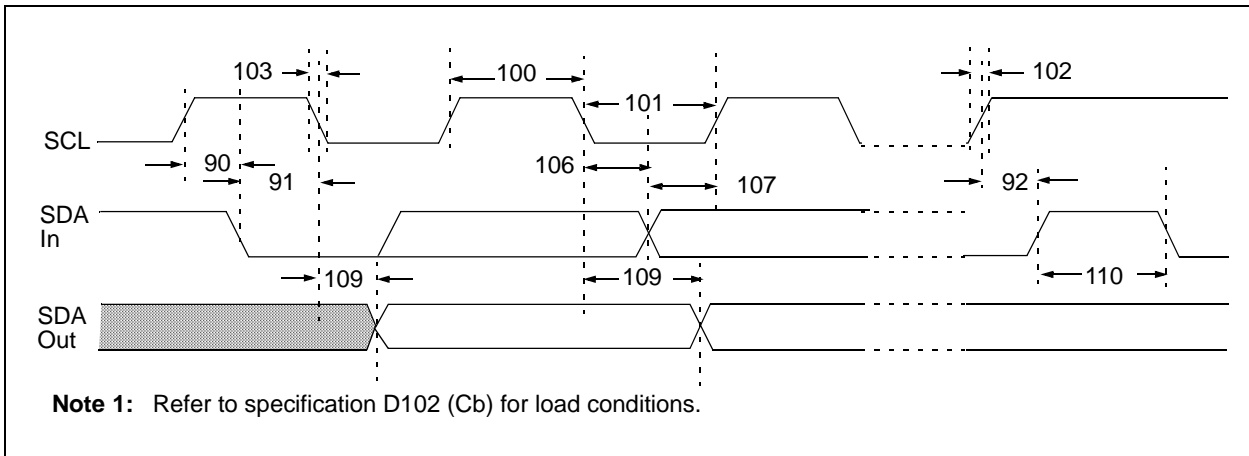 103
100
102
101
SCL
90
106
91
107
92
SDA
In
109
109
110
SDA
Out
Note 1: Refer to specification D102 (Cb) for load conditions.